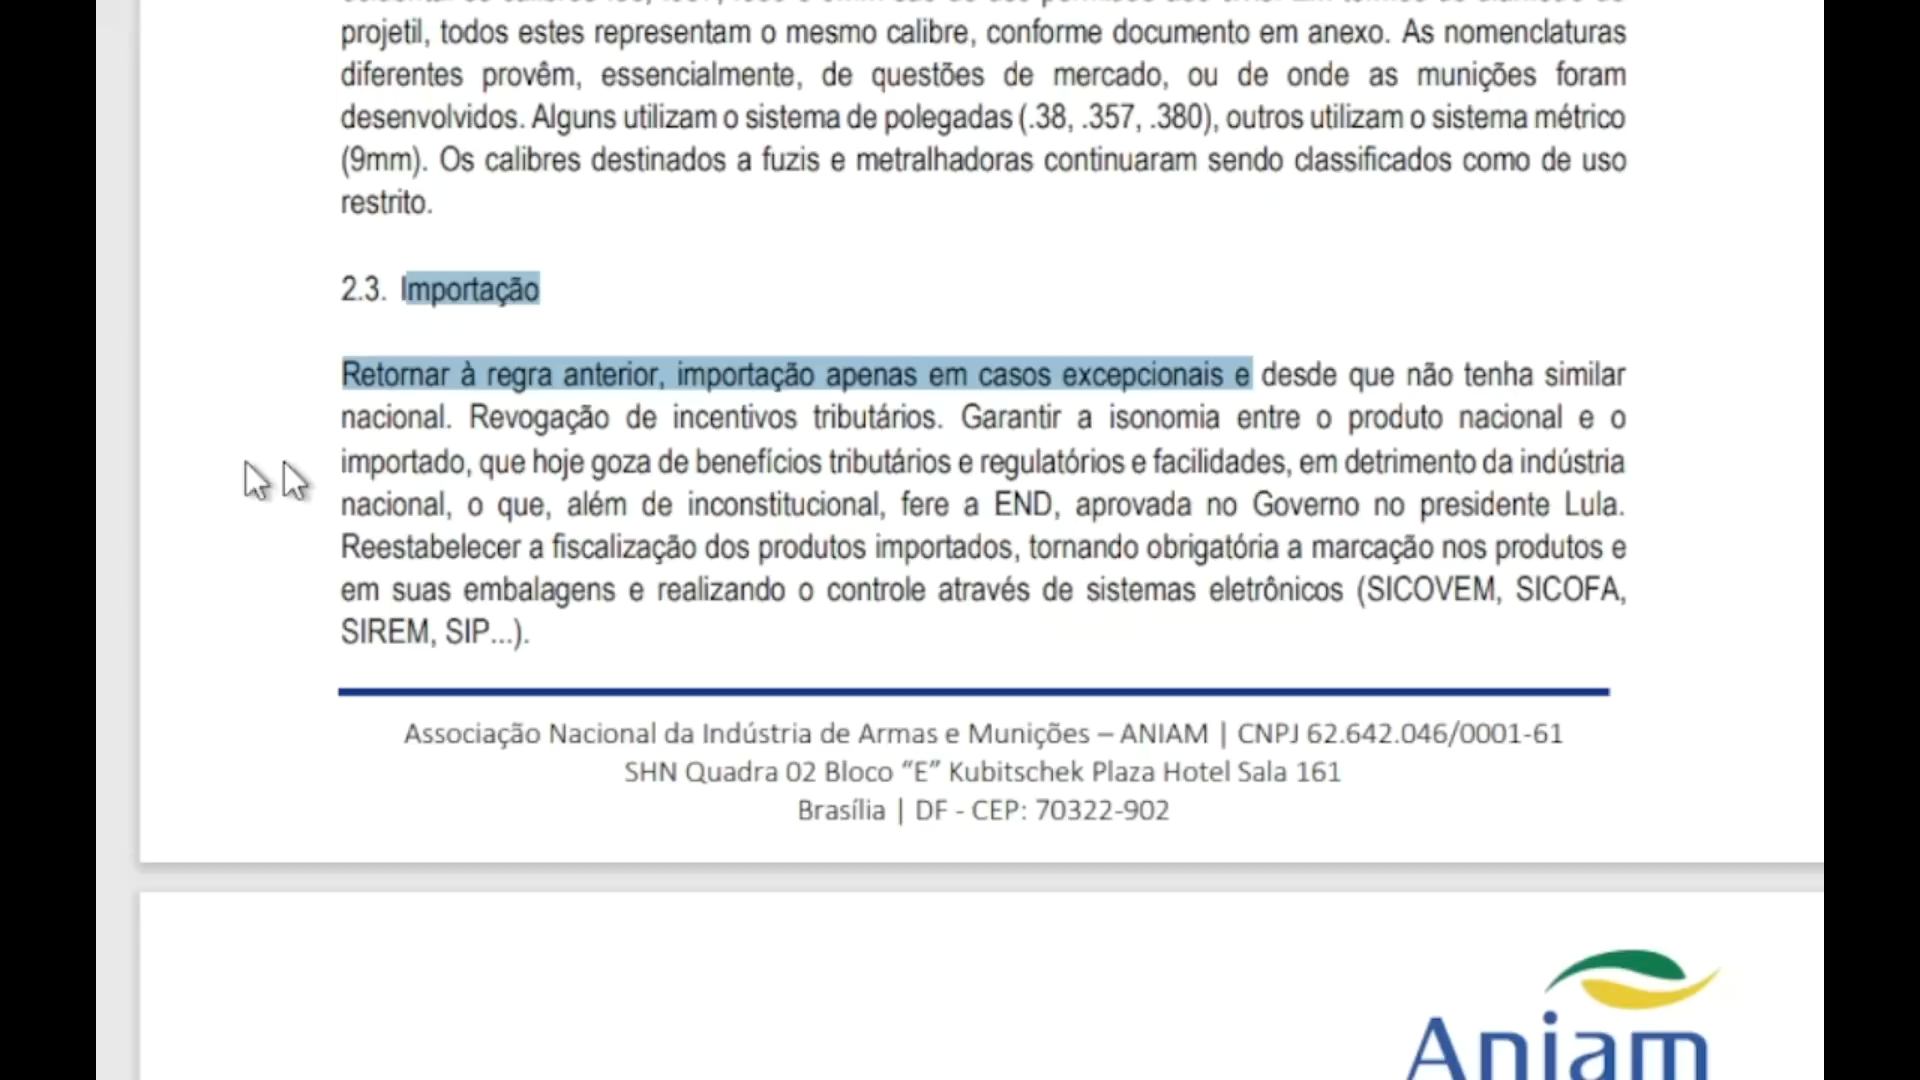 projetil, todos estes representam o mesmo calibre, conforme documento em anexo. As nomenclaturas
diferentes provêm, essencialmente, de questões de mercado, ou de onde as munições foram
desenvolvidos. Alguns utilizam o sistema de polegadas (.38, .357, .380), outros utilizam o sistema métrico
(9mm). Os calibres destinados a fuzis e metralhadoras continuaram sendo classificados como de uso
restrito.
2.3. Importação
Retornar à regra anterior, importação apenas em casos excepcionais e desde que não tenha similar
nacional. Revogação de incentivos tributários. Garantir a isonomia entre o produto nacional e o
importado, que hoje goza de benefícios tributários e regulatórios e facilidades, em detrimento da indústria
nacional, o que, além de inconstitucional, fere a END, aprovada no Governo no presidente Lula.
Reestabelecer a fiscalização dos produtos importados, tornando obrigatória a marcação nos produtos e
em suas embalagens e realizando o controle através de sistemas eletrônicos (SICOVEM, SICOFA,
SIREM, SIP...).
Associação Nacional da Indústria de Armas e Munições – ANIAM | CNPJ 62.642.046/0001-61
SHN Quadra 02 Bloco “E” Kubitschek Plaza Hotel Sala 161
Brasília | DF - CEP: 70322-902
Aniam